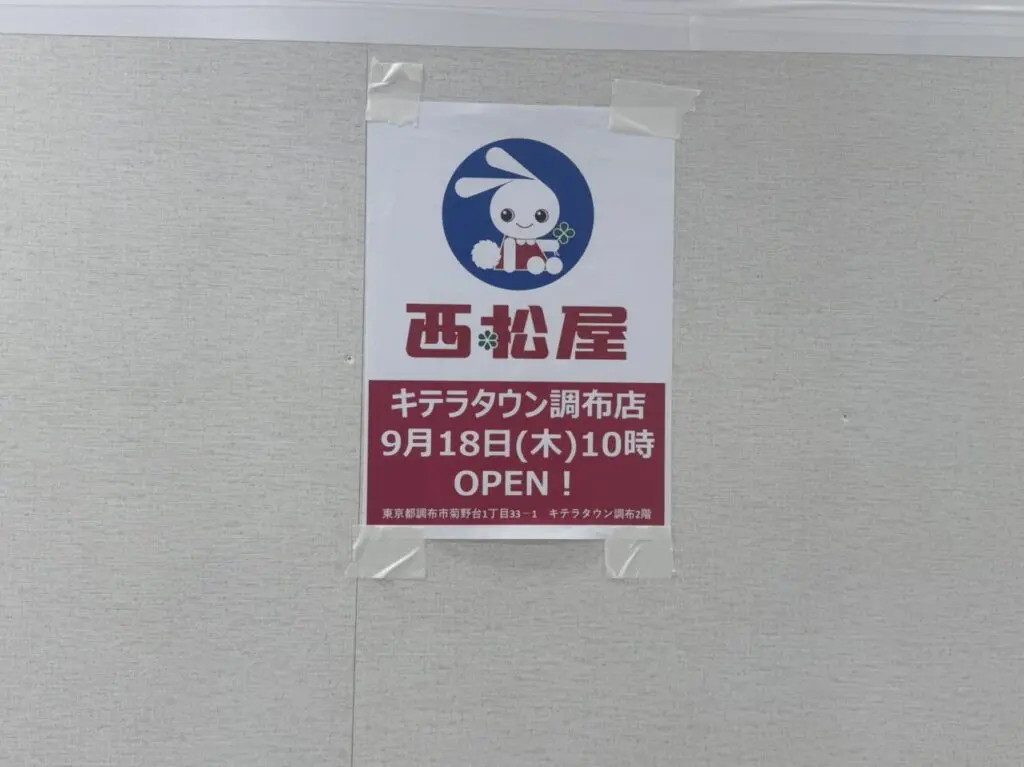 西松屋
キテラタウン調布店
9月18日(木)10時
OPEN！
東京都調布市菊野台1丁目33－1　キテラタウン調布2階